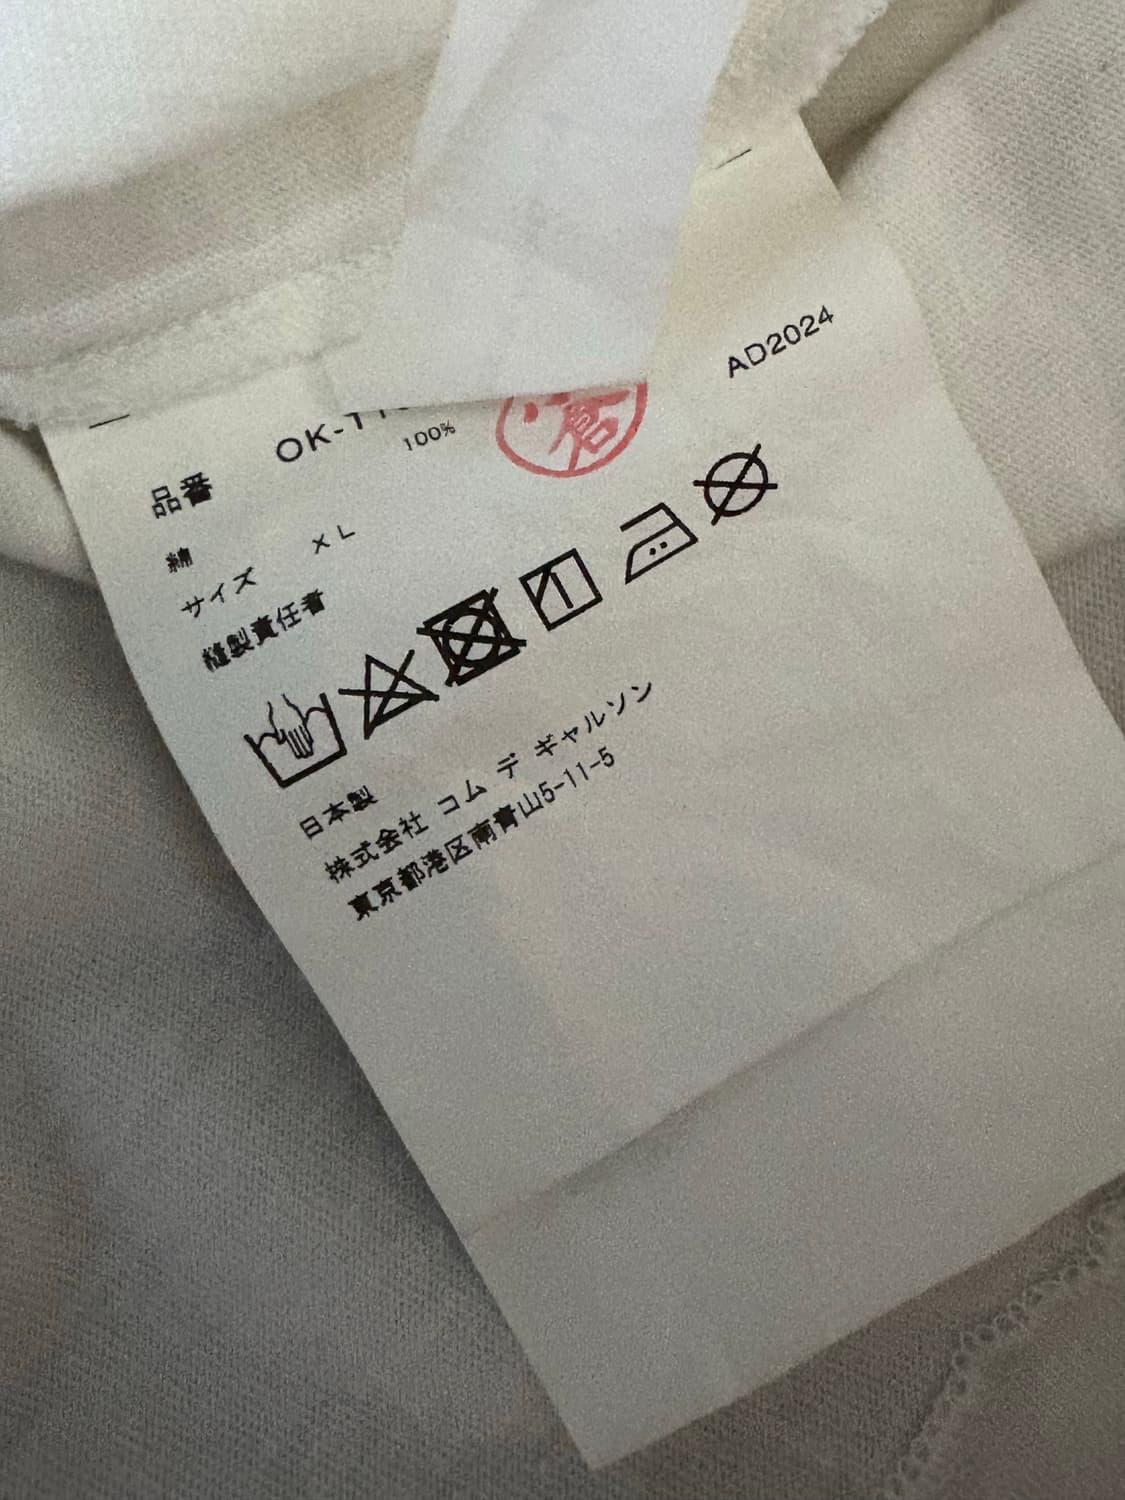 AD2024
品番 OK-T
綿 100%
サイズ XL
縫製責任者
日本製
株式会社 コム デ ギャルソン
東京都港区南青山5-11-5